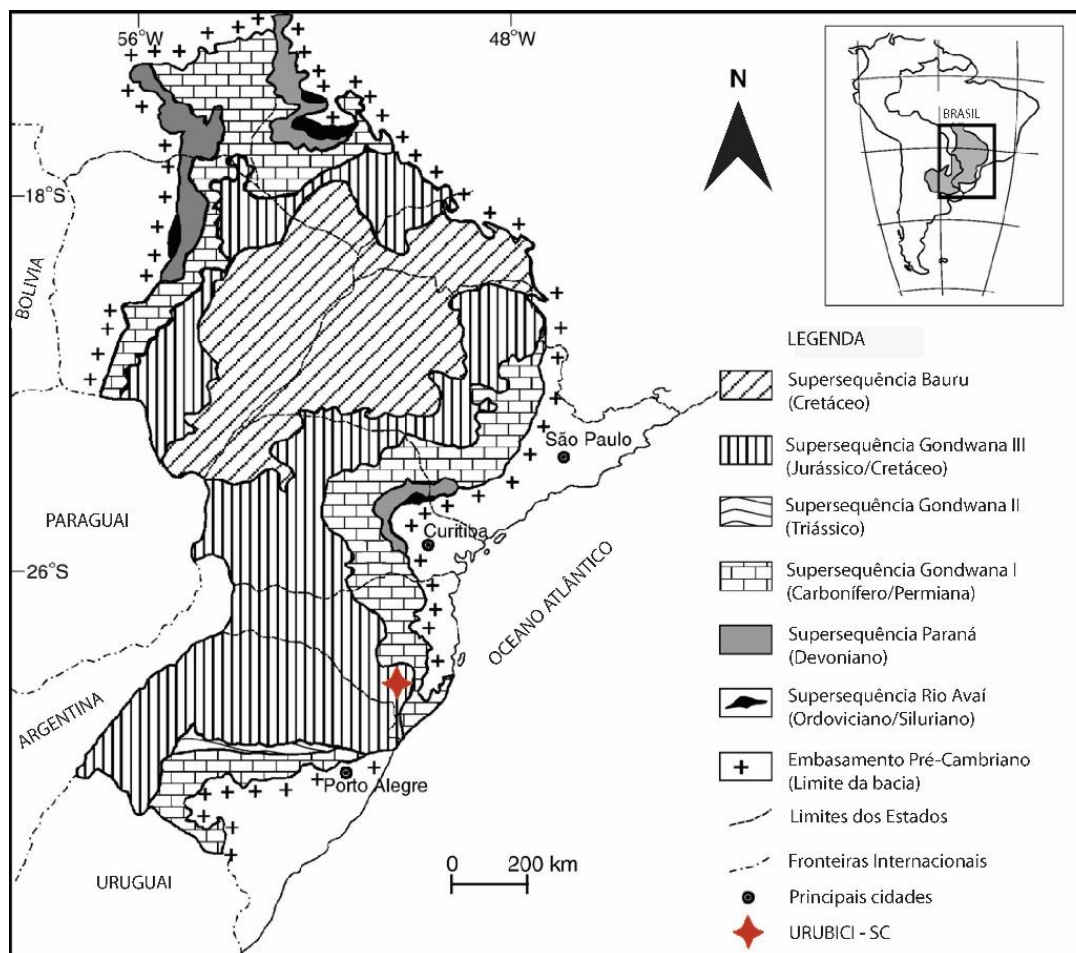 56°W
48°W
N
BRASIL
18°S
BOLIVIA
LEGENDA
Supersequência Bauru
(Cretáceo)
São Paulo
Supersequência Gondwana III
(Jurássico/Cretáceo)
PARAGUAI
Curitiba
Supersequência Gondwana II
(Triássico)
26°S
OCEANO ATLÂNTICO
Supersequência Gondwana I
(Carbonífero/Permiana)
Supersequência Paraná
(Devoniano)
ARGENTINA
Supersequência Rio Avaí
(Ordoviciano/Siluriano)
Porto Alegre
Embasamento Pré-Cambriano
(Limite da bacia)
Limites dos Estados
0 200 km
Fronteiras Internacionais
URUGUAI
Principais cidades
URUBICI - SC